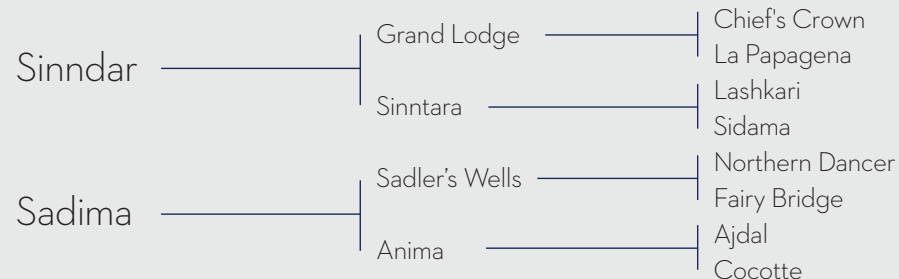 Sinndar
Grand Lodge
Chief's Crown
La Papagena
Sinntara
Lashkari
Sidama
Sadima
Sadler’s Wells
Northern Dancer
Fairy Bridge
Anima
Ajdal
Cocotte